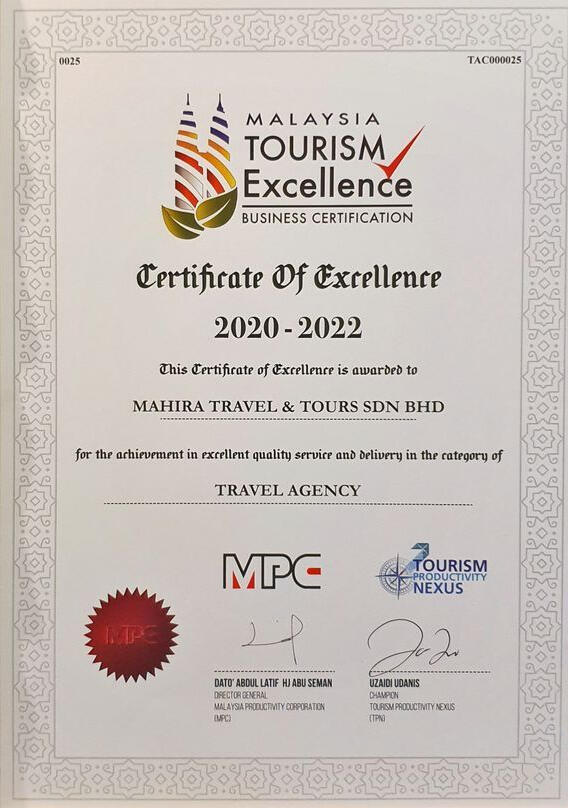 0025
TAC000025
MALAYSIA
TOURISM
Excellence
BUSINESS CERTIFICATION
Certificate Of Excellence
2020 - 2022
This Certificate of Excellence is awarded to
MAHIRA TRAVEL & TOURS SDN BHD
for the achievement in excellent quality service and delivery in the category of
TRAVEL AGENCY
MPC
TOURISM
PRODUCTIVITY
NEXUS
MPC
DATO' ABDUL LATIF HJ ABU SEMAN
DIRECTOR GENERAL
MALAYSIA PRODUCTIVITY CORPORATION
(MPC)
UZAIDI UDANIS
CHAMPION
TOURISM PRODUCTIVITY NEXUS
(TPN)